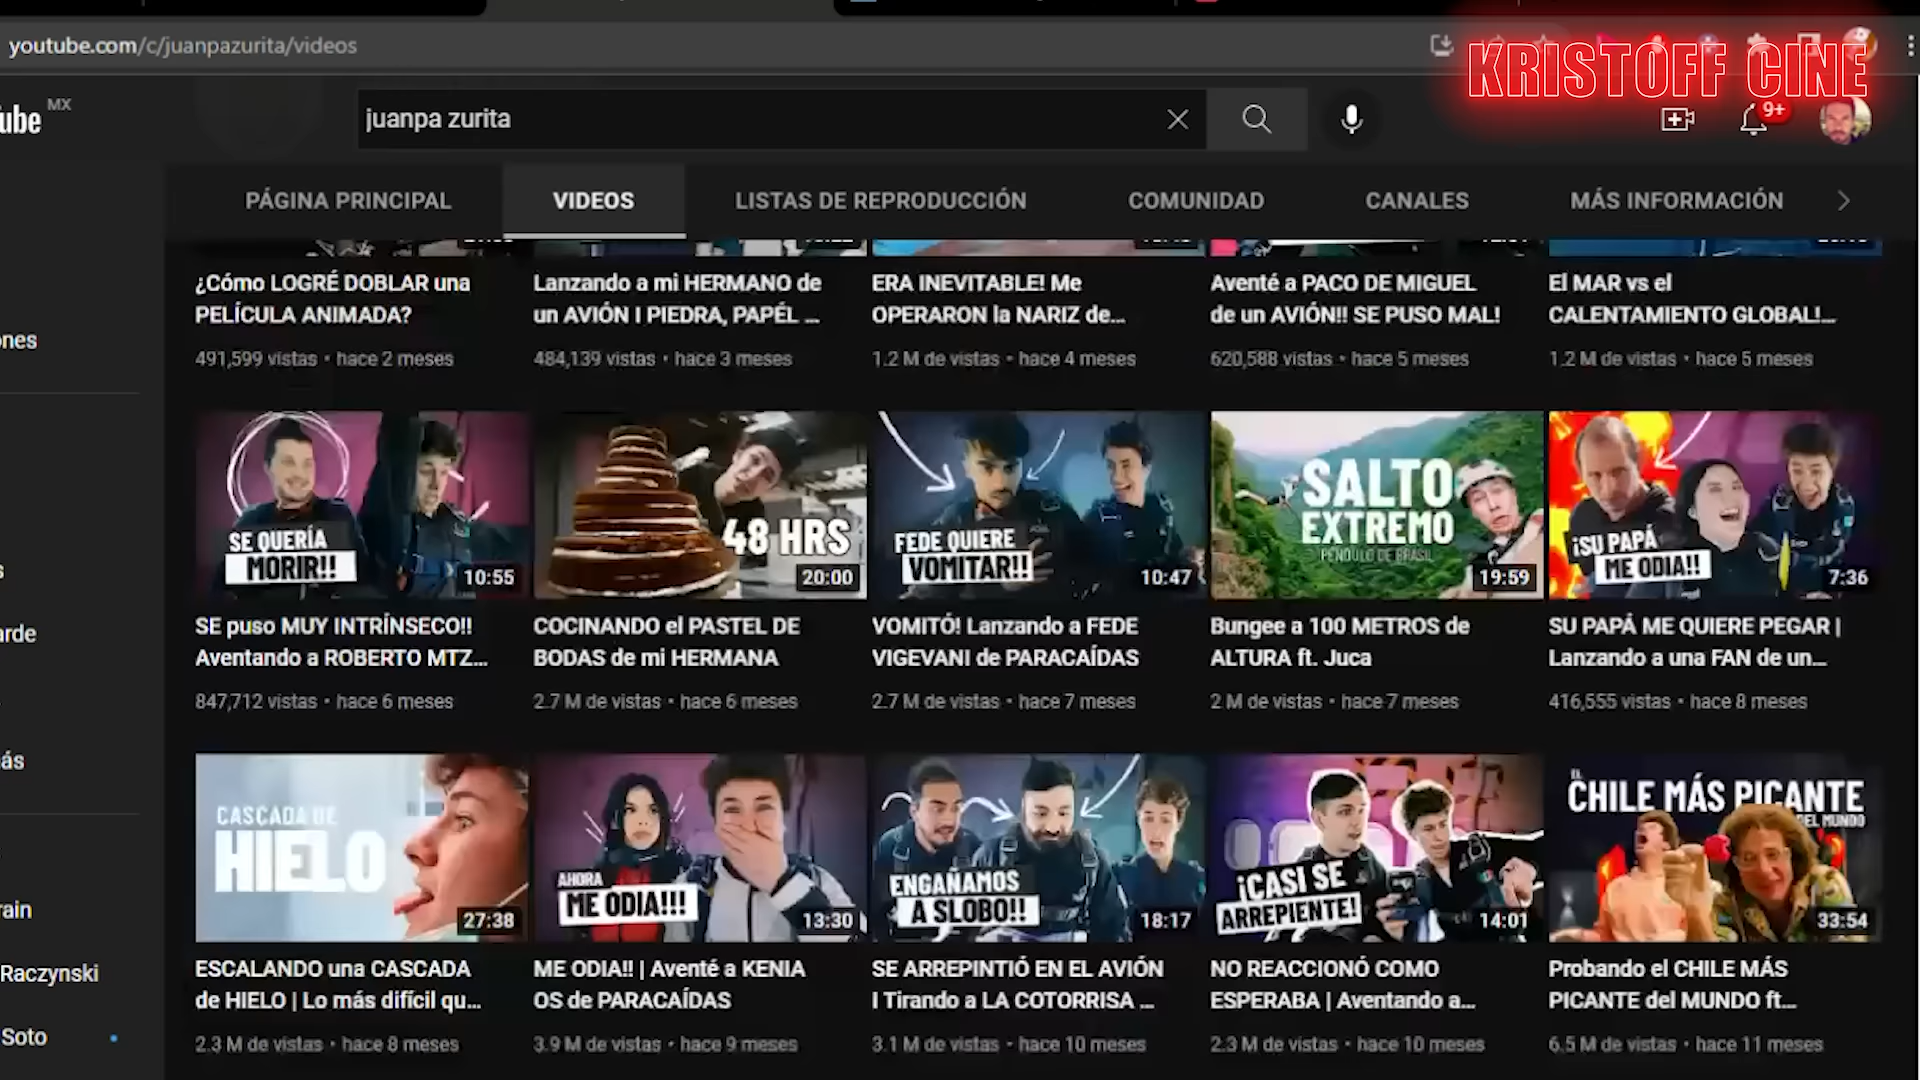 youtube.com/c/juanpazurita/videos
KRISTOFF CINE
ube MX
juanpa zurita
9+
PÁGINA PRINCIPAL
VIDEOS
LISTAS DE REPRODUCCIÓN
COMUNIDAD
CANALES
MÁS INFORMACIÓN
¿Cómo LOGRÉ DOBLAR una
PELÍCULA ANIMADA?
491,599 vistas • hace 2 meses
Lanzando a mi HERMANO de
un AVIÓN I PIEDRA, PAPÉL ...
484,139 vistas • hace 3 meses
ERA INEVITABLE! Me
OPERARON la NARIZ de...
1.2 M de vistas • hace 4 meses
Aventé a PACO DE MIGUEL
de un AVIÓN!! SE PUSO MAL!
620,588 vistas • hace 5 meses
El MAR vs el
CALENTAMIENTO GLOBAL!...
1.2 M de vistas • hace 5 meses
ones
SE QUERÍA
MORIR!!
10:55
48 HRS
20:00
FEDE QUIERE
VOMITAR!!
10:47
SALTO
EXTREMO
PÉNDULO DE BRASIL
19:59
¡SU PAPÁ
ME ODIA!!
7:36
s
arde
SE puso MUY INTRÍNSECO!!
Aventando a ROBERTO MTZ...
847,712 vistas • hace 6 meses
COCINANDO el PASTEL DE
BODAS de mi HERMANA
2.7 M de vistas • hace 6 meses
VOMITÓ! Lanzando a FEDE
VIGEVANI de PARACAÍDAS
2.7 M de vistas • hace 7 meses
Bungee a 100 METROS de
ALTURA ft. Juca
2 M de vistas • hace 7 meses
SU PAPÁ ME QUIERE PEGAR |
Lanzando a una FAN de un...
416,555 vistas • hace 8 meses
ás
CASCADA DE
HIELO
27:38
AHORA
ME ODIA!!!
13:30
ENGAÑAMOS
A SLOBO!!
18:17
¡CASI SE
ARREPIENTE!
14:01
EL
CHILE MÁS PICANTE
DEL MUNDO
33:54
rain
Raczynski
Soto
ESCALANDO una CASCADA
de HIELO | Lo más difícil qu...
2.3 M de vistas • hace 8 meses
ME ODIA!! | Aventé a KENIA
OS de PARACAÍDAS
3.9 M de vistas • hace 9 meses
SE ARREPINTIÓ EN EL AVIÓN
I Tirando a LA COTORRISA ...
3.1 M de vistas • hace 10 meses
NO REACCIONÓ COMO
ESPERABA | Aventando a...
2.3 M de vistas • hace 10 meses
Probando el CHILE MÁS
PICANTE del MUNDO ft...
6.5 M de vistas • hace 11 meses